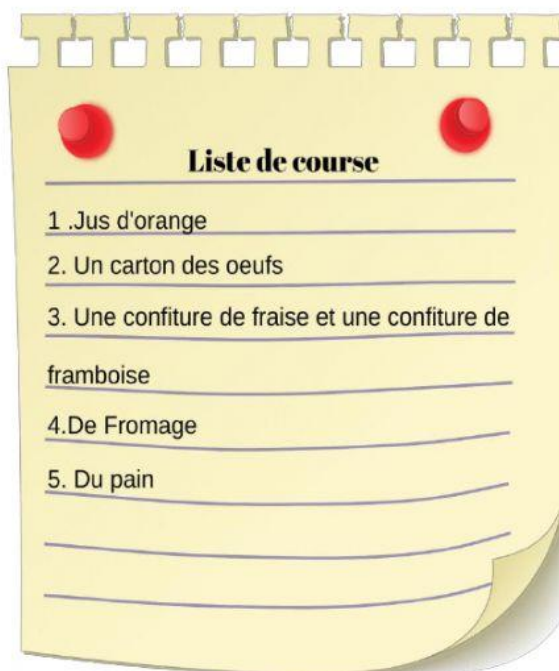 Liste de course
1 .Jus d'orange
2. Un carton des oeufs
3. Une confiture de fraise et une confiture de
framboise
4.De Fromage
5. Du pain